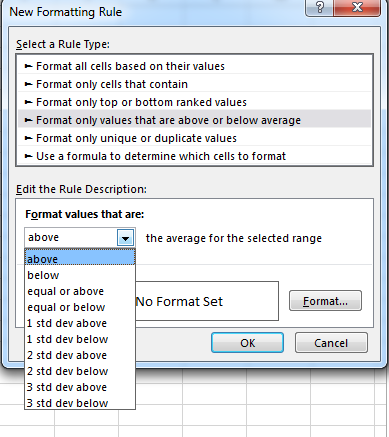 New Formatting Rule
?
Select a Rule Type:
► Format all cells based on their values
► Format only cells that contain
► Format only top or bottom ranked values
► Format only values that are above or below average
► Format only unique or duplicate values
► Use a formula to determine which cells to format
Edit the Rule Description:
Format values that are:
above the average for the selected range
above
below
equal or above
equal or below
1 std dev above
1 std dev below
2 std dev above
2 std dev below
3 std dev above
3 std dev below
No Format Set
Format...
OK Cancel